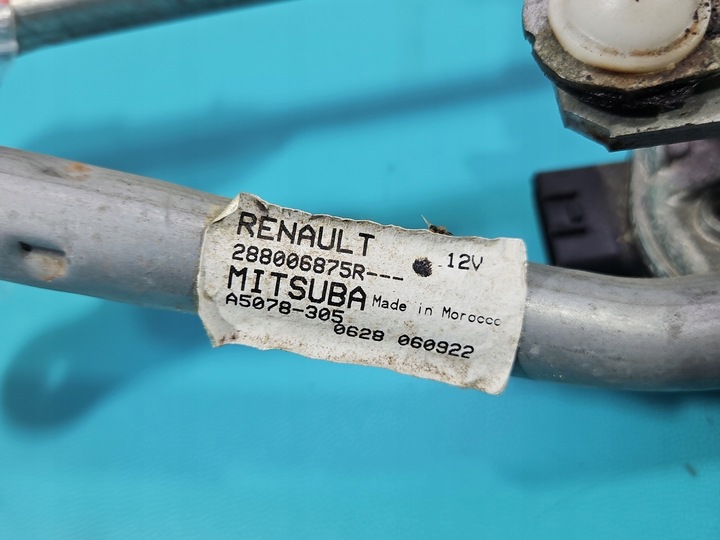 RENAULT
288006875R--- 12V
MITSUBA Made in Morocco
A5078-305
0628 060922